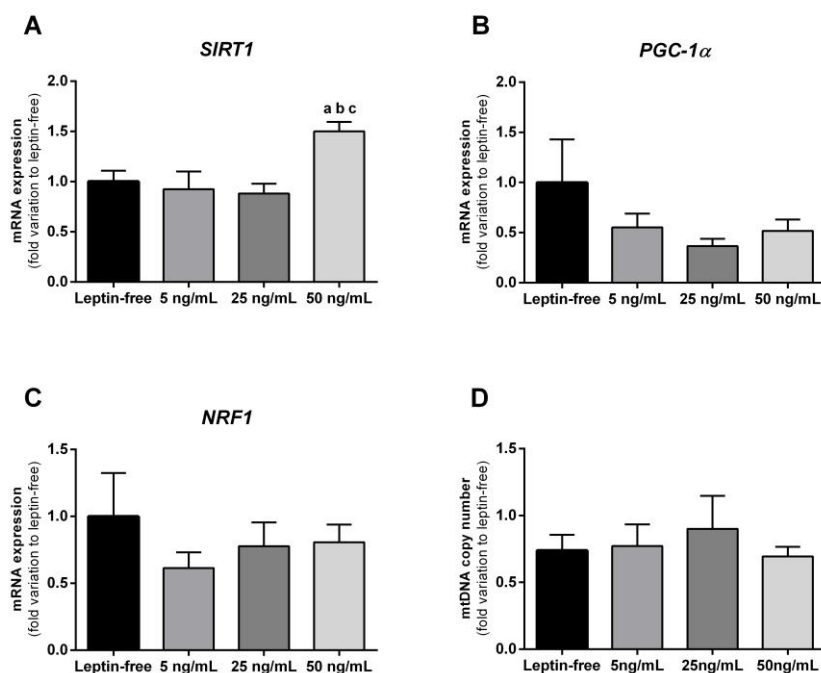 A
SIRT1
mRNA expression
(fold variation to leptin-free)
2.0
1.5
1.0
0.5
0.0
a b c
Leptin-free 5 ng/mL 25 ng/mL 50 ng/mL
B
PGC-1α
mRNA expression
(fold variation to leptin-free)
2.0
1.5
1.0
0.5
0.0
Leptin-free 5 ng/mL 25 ng/mL 50 ng/mL
C
NRF1
mRNA expression
(fold variation to leptin-free)
1.5
1.0
0.5
0.0
Leptin-free 5 ng/mL 25 ng/mL 50 ng/mL
D
mtDNA copy number
(fold variation to leptin-free)
1.5
1.0
0.5
0.0
Leptin-free 5ng/mL 25ng/mL 50ng/mL